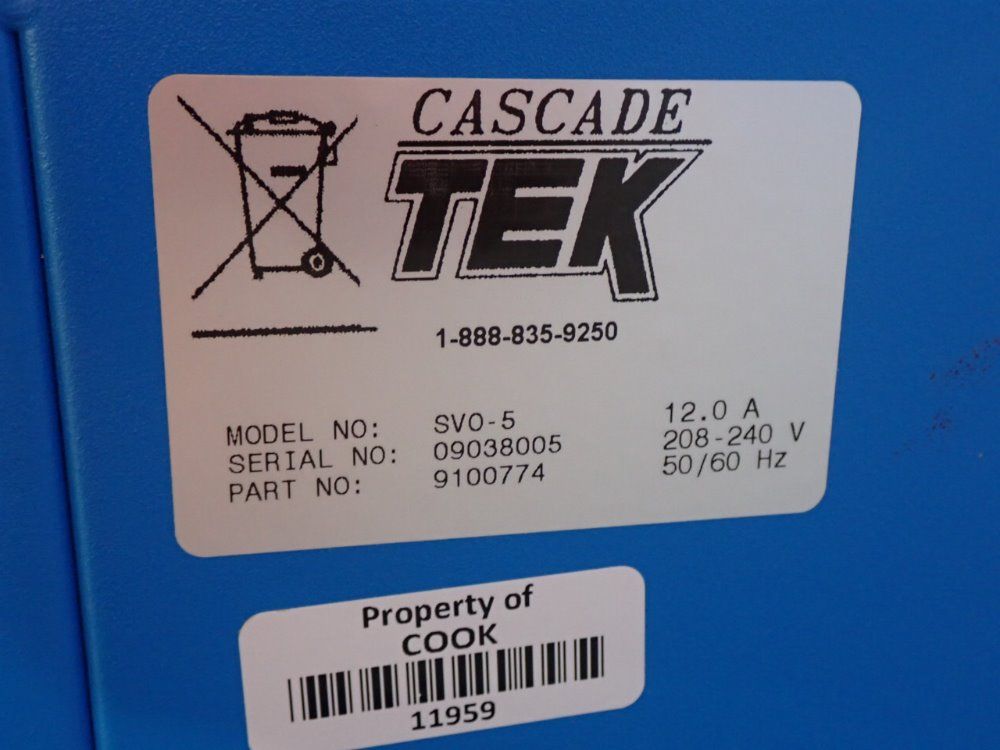 CASCADE
TEK
1-888-835-9250
MODEL NO: SVO-5 12.0 A
SERIAL NO: 09038005 208-240 V
PART NO: 9100774 50/60 Hz
Property of
COOK
11959